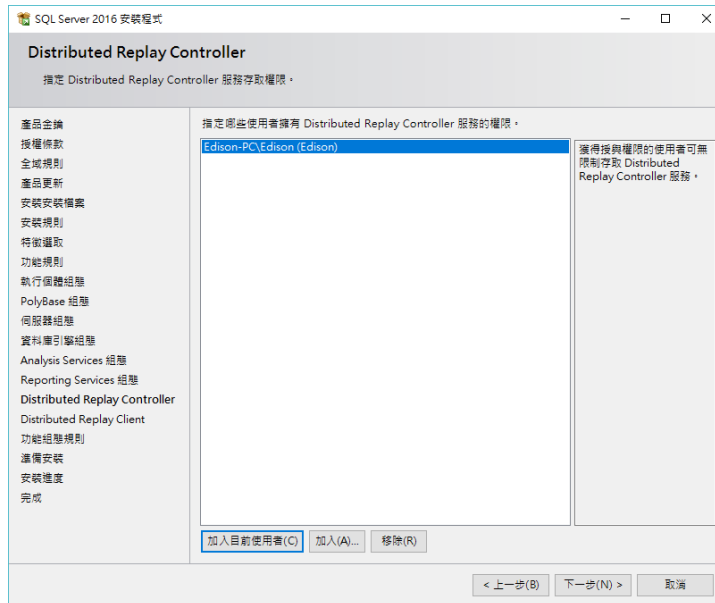 SQL Server 2016 安裝程式
Distributed Replay Controller
指定 Distributed Replay Controller 服務存取權限。
產品金鑰
授權條款
全域規則
產品更新
安裝安裝檔案
安裝規則
特徵選取
功能規則
執行個體組態
PolyBase 組態
伺服器組態
資料庫引擎組態
Analysis Services 組態
Reporting Services 組態
Distributed Replay Controller
Distributed Replay Client
功能組態規則
準備安裝
安裝進度
完成
指定哪些使用者擁有 Distributed Replay Controller 服務的權限。
Edison-PC\Edison (Edison)
獲得授與權限的使用者可無
限制存取 Distributed
Replay Controller 服務。
加入目前使用者(C)
加入(A)...
移除(R)
< 上一步(B)
下一步(N) >
取消